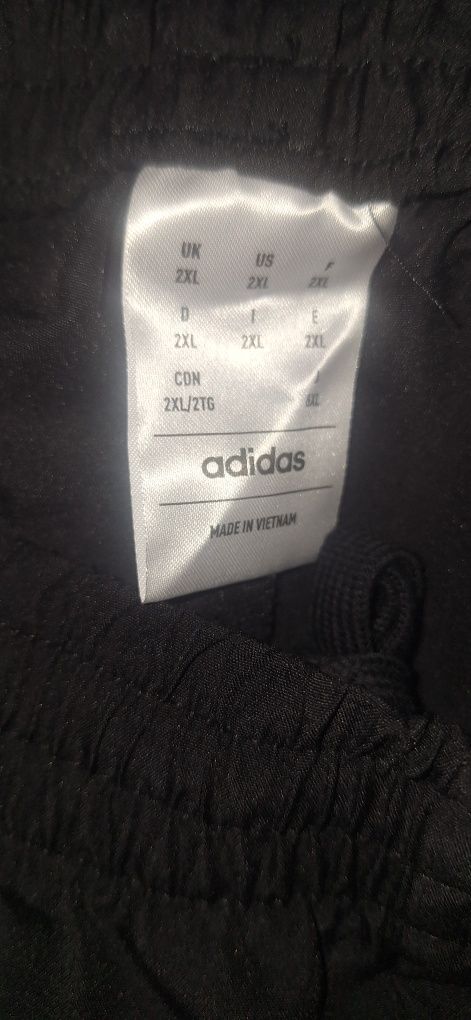 UK US F
2XL 2XL 2XL
D I E
2XL 2XL 2XL
CDN J
2XL/2TG
adidas
MADE IN VIETNAM